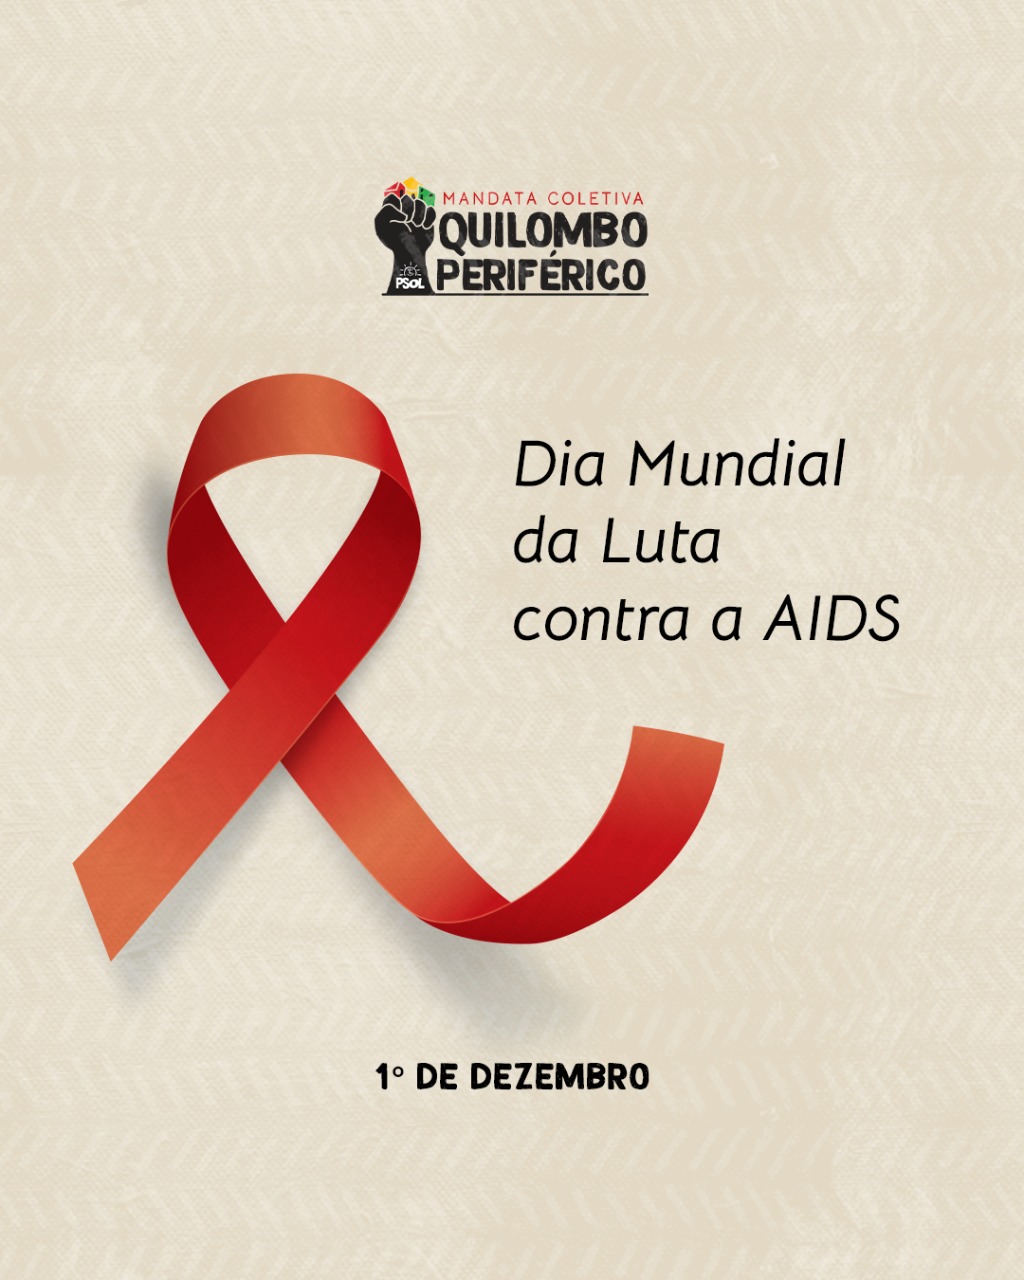 MANDATA COLETIVA
QUILOMBO
PERIFÉRICO
PSOL
Dia Mundial
da Luta
contra a AIDS
1º DE DEZEMBRO